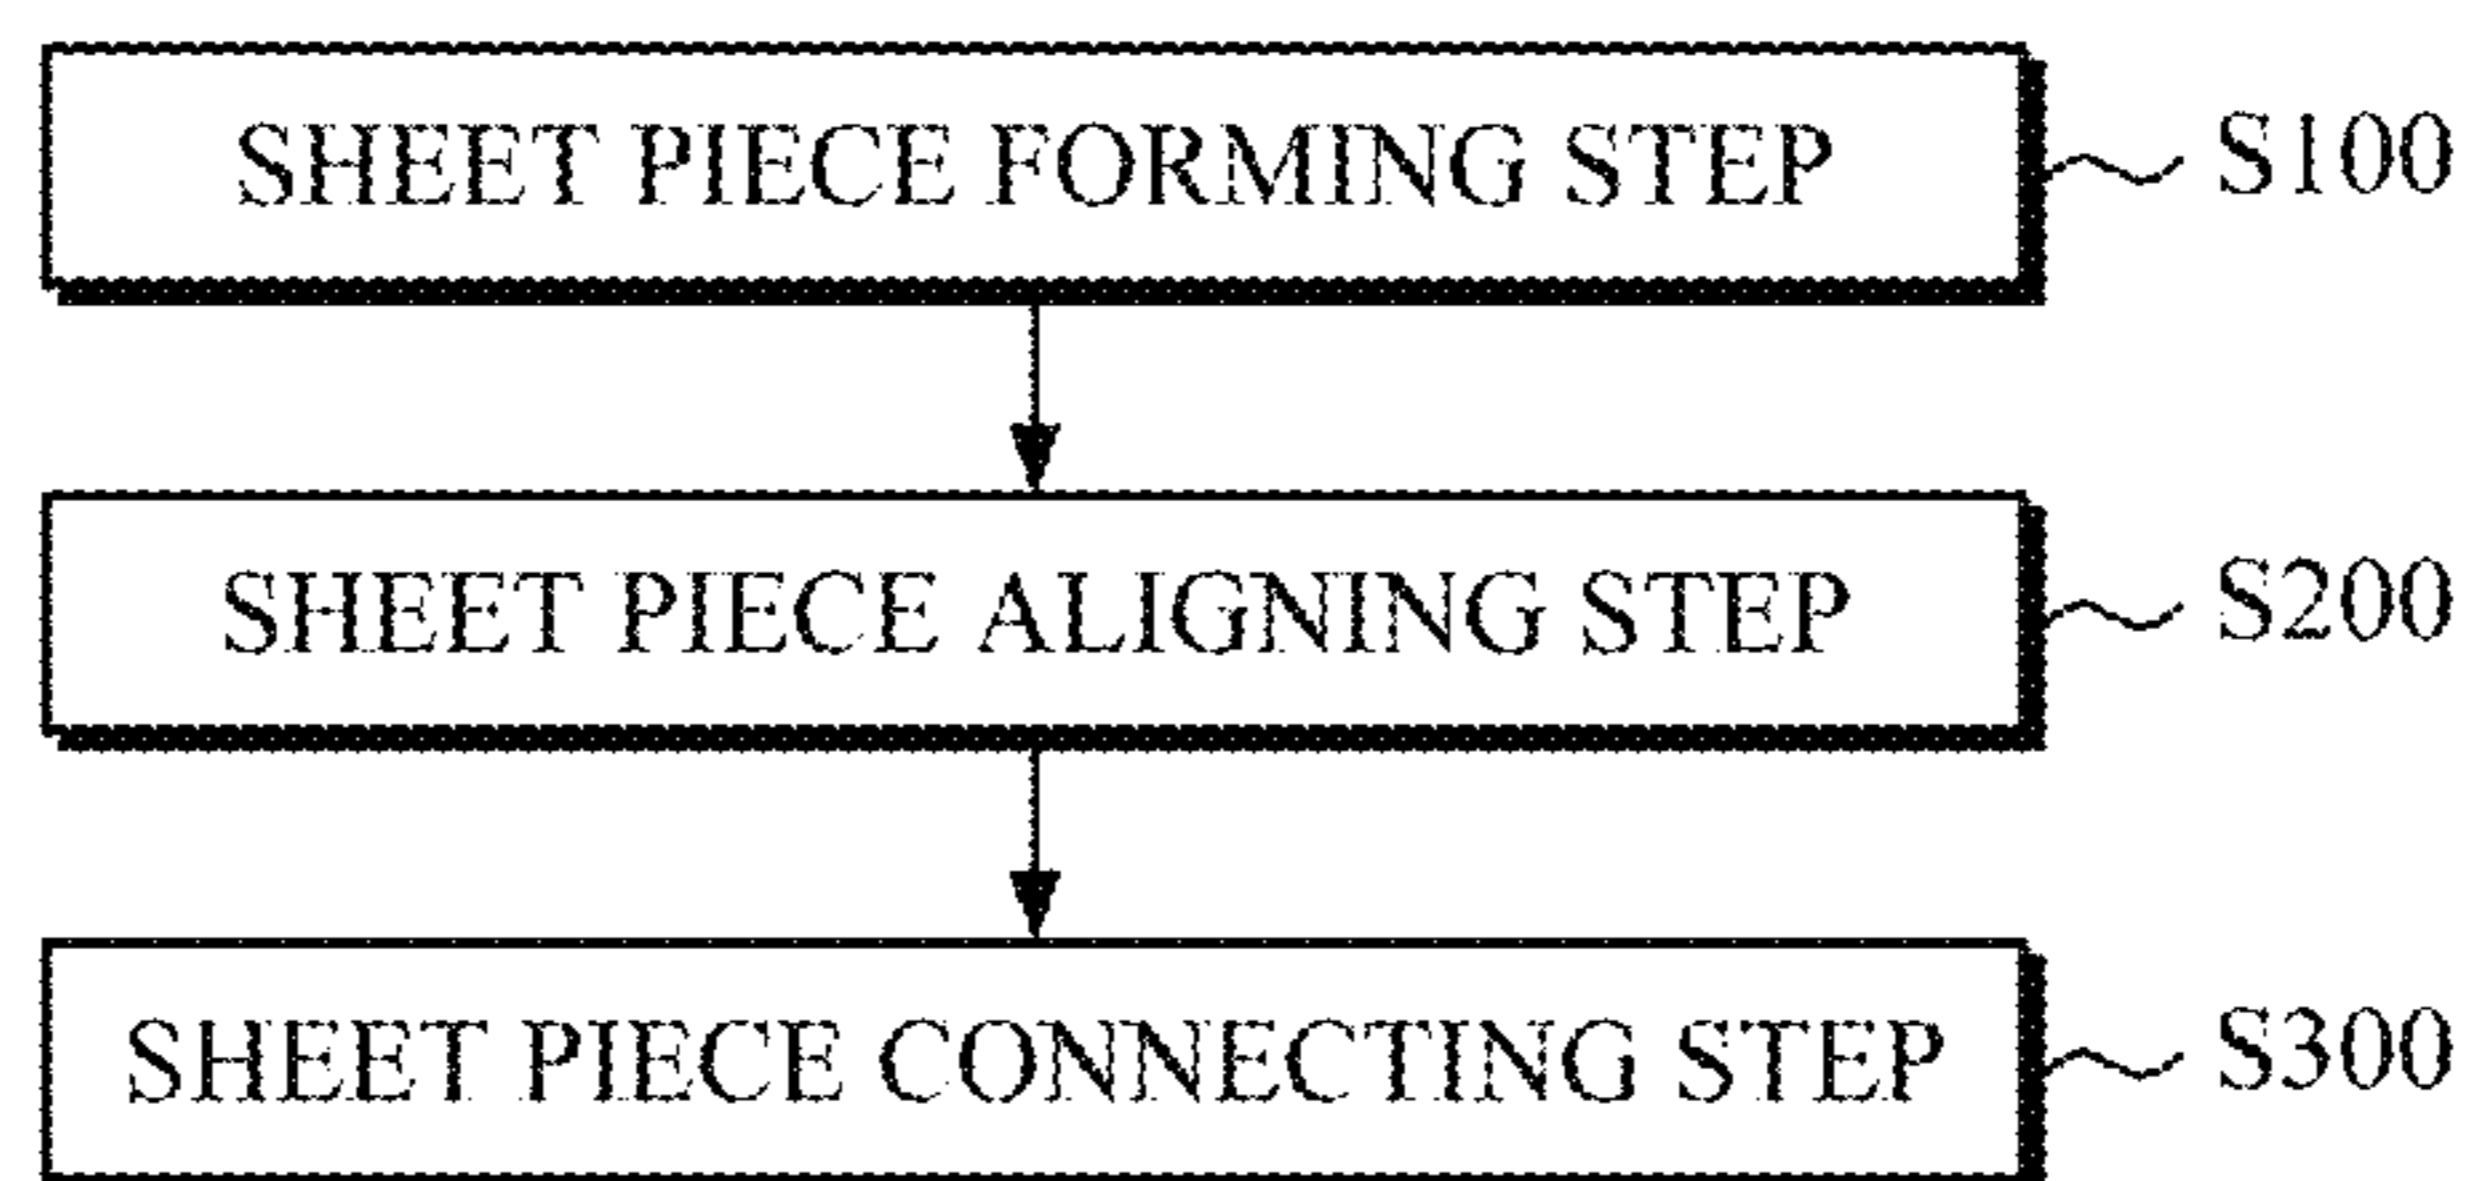 SHEET PIECE FORMING STEP S100
SHEET PIECE ALIGNING STEP S200
SHEET PIECE CONNECTING STEP S300